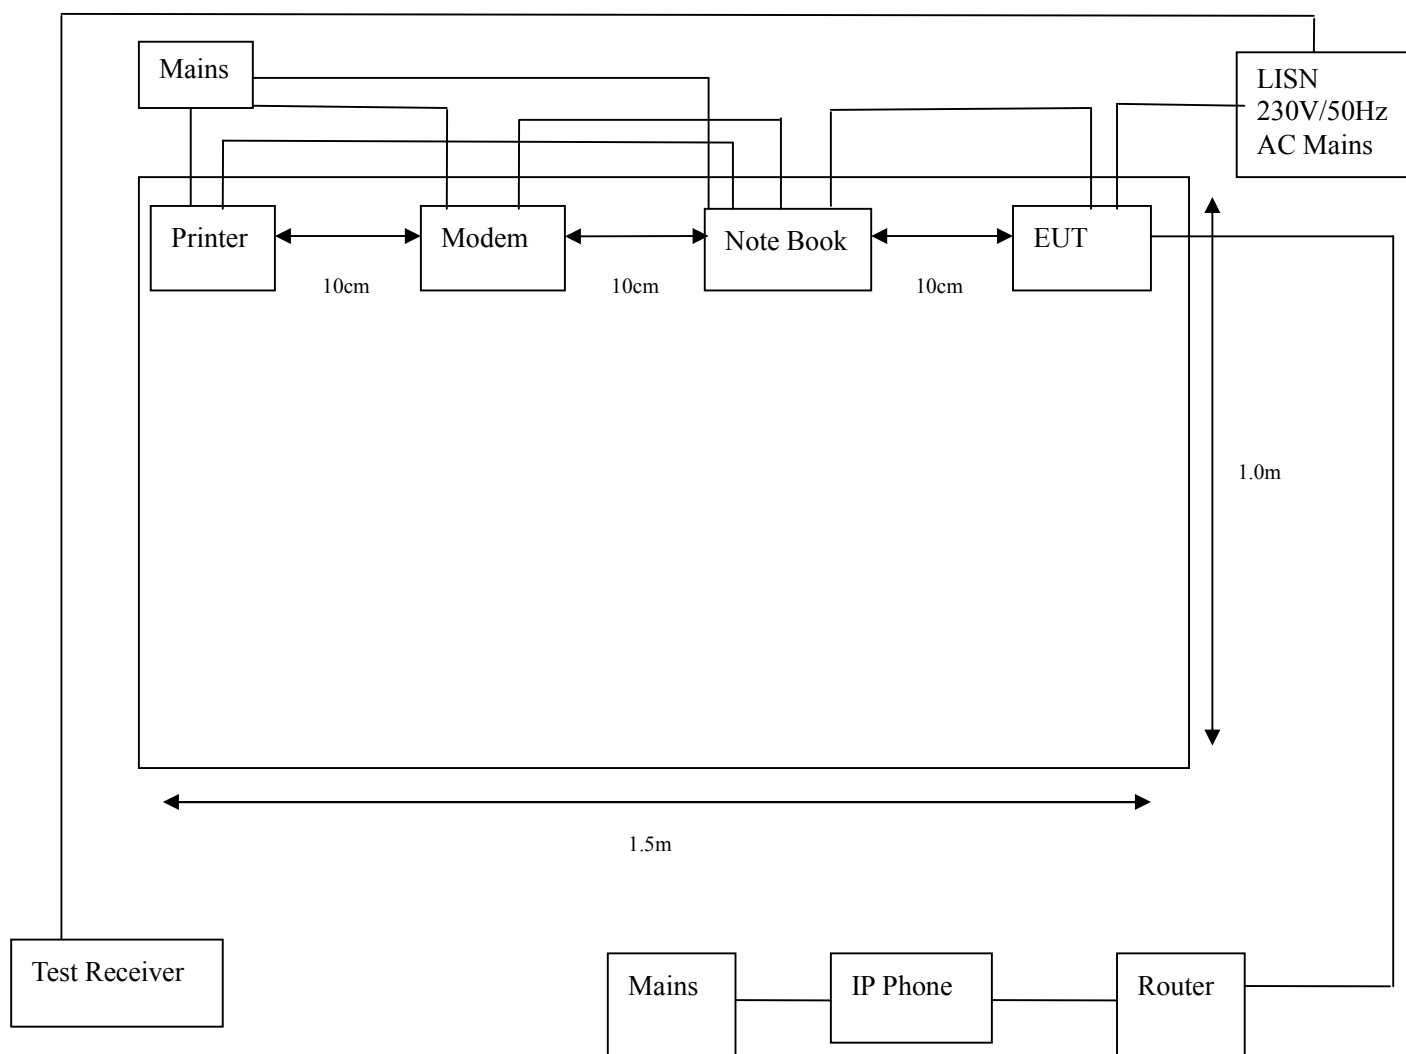 Mains
LISN
230V/50Hz
AC Mains
Printer
Modem
Note Book
EUT
10cm
10cm
10cm
1.0m
1.5m
Test Receiver
Mains
IP Phone
Router